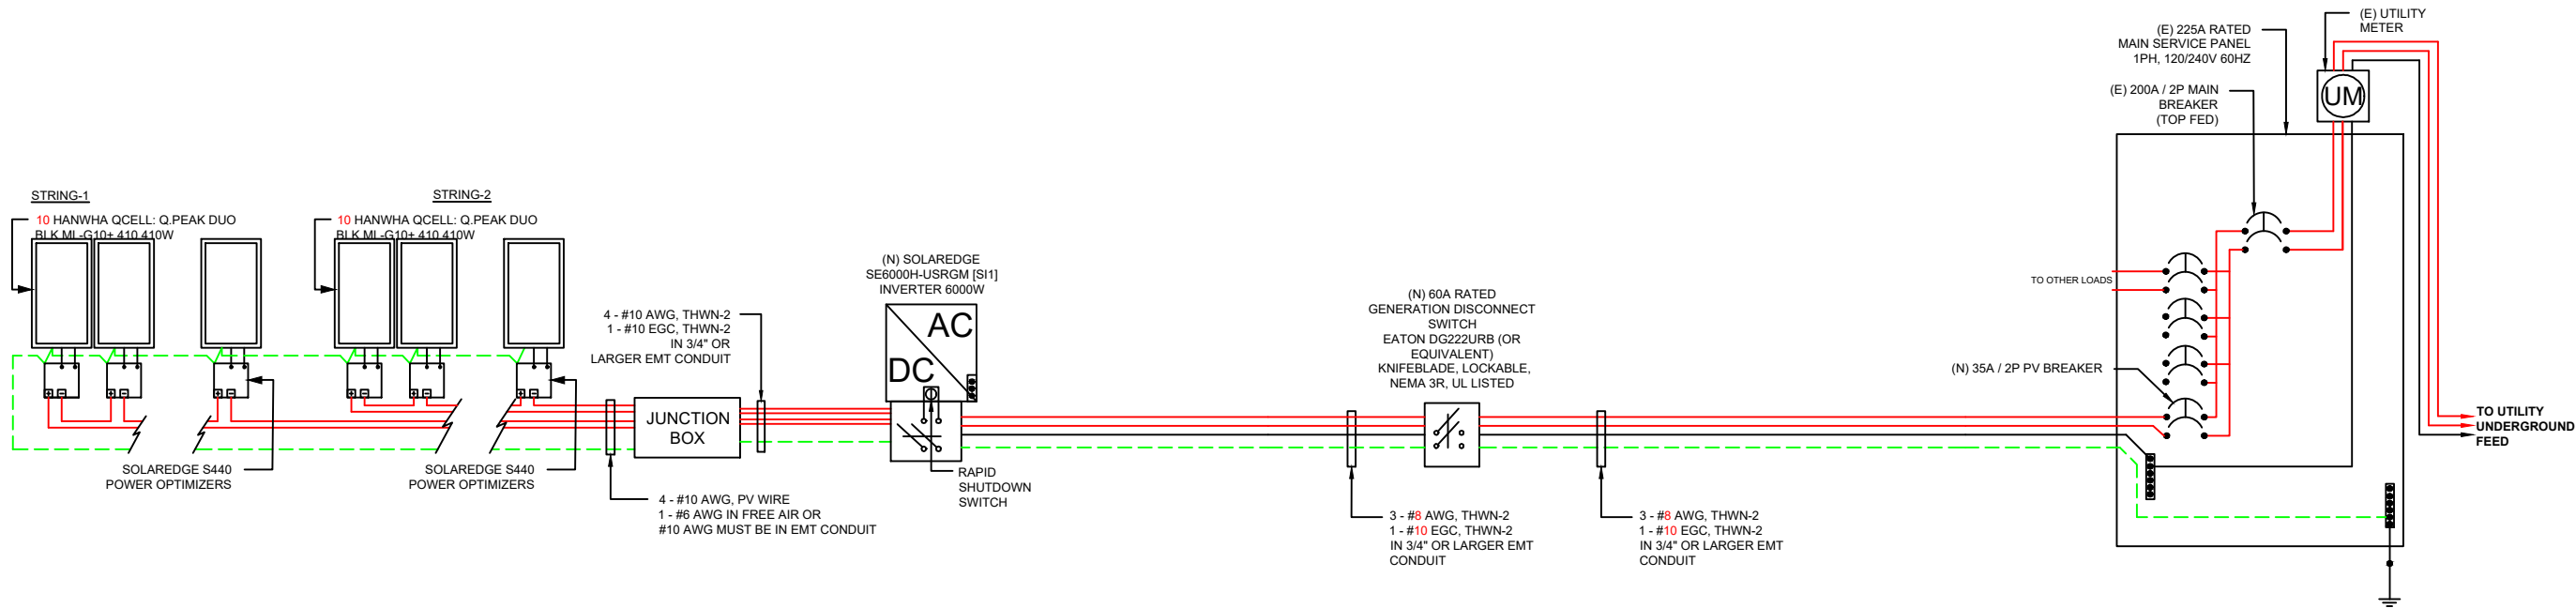 STRING-1
10 HANWHA QCELL: Q.PEAK DUO
BLK ML-G10+ 410 410W
STRING-2
10 HANWHA QCELL: Q.PEAK DUO
BLK ML-G10+ 410 410W
SOLAREDGE S440
POWER OPTIMIZERS
SOLAREDGE S440
POWER OPTIMIZERS
4 - #10 AWG, THWN-2
1 - #10 EGC, THWN-2
IN 3/4" OR
LARGER EMT CONDUIT
JUNCTION
BOX
4 - #10 AWG, PV WIRE
1 - #6 AWG IN FREE AIR OR
#10 AWG MUST BE IN EMT CONDUIT
(N) SOLAREDGE
SE6000H-USRGM [SI1]
INVERTER 6000W
AC
DC
RAPID
SHUTDOWN
SWITCH
(N) 60A RATED
GENERATION DISCONNECT
SWITCH
EATON DG222URB (OR
EQUIVALENT)
KNIFEBLADE, LOCKABLE,
NEMA 3R, UL LISTED
3 - #8 AWG, THWN-2
1 - #10 EGC, THWN-2
IN 3/4" OR LARGER EMT
CONDUIT
3 - #8 AWG, THWN-2
1 - #10 EGC, THWN-2
IN 3/4" OR LARGER EMT
CONDUIT
(E) UTILITY
METER
(E) 225A RATED
MAIN SERVICE PANEL
1PH, 120/240V 60HZ
(E) 200A / 2P MAIN
BREAKER
(TOP FED)
UM
TO OTHER LOADS
(N) 35A / 2P PV BREAKER
TO UTILITY
UNDERGROUND
FEED